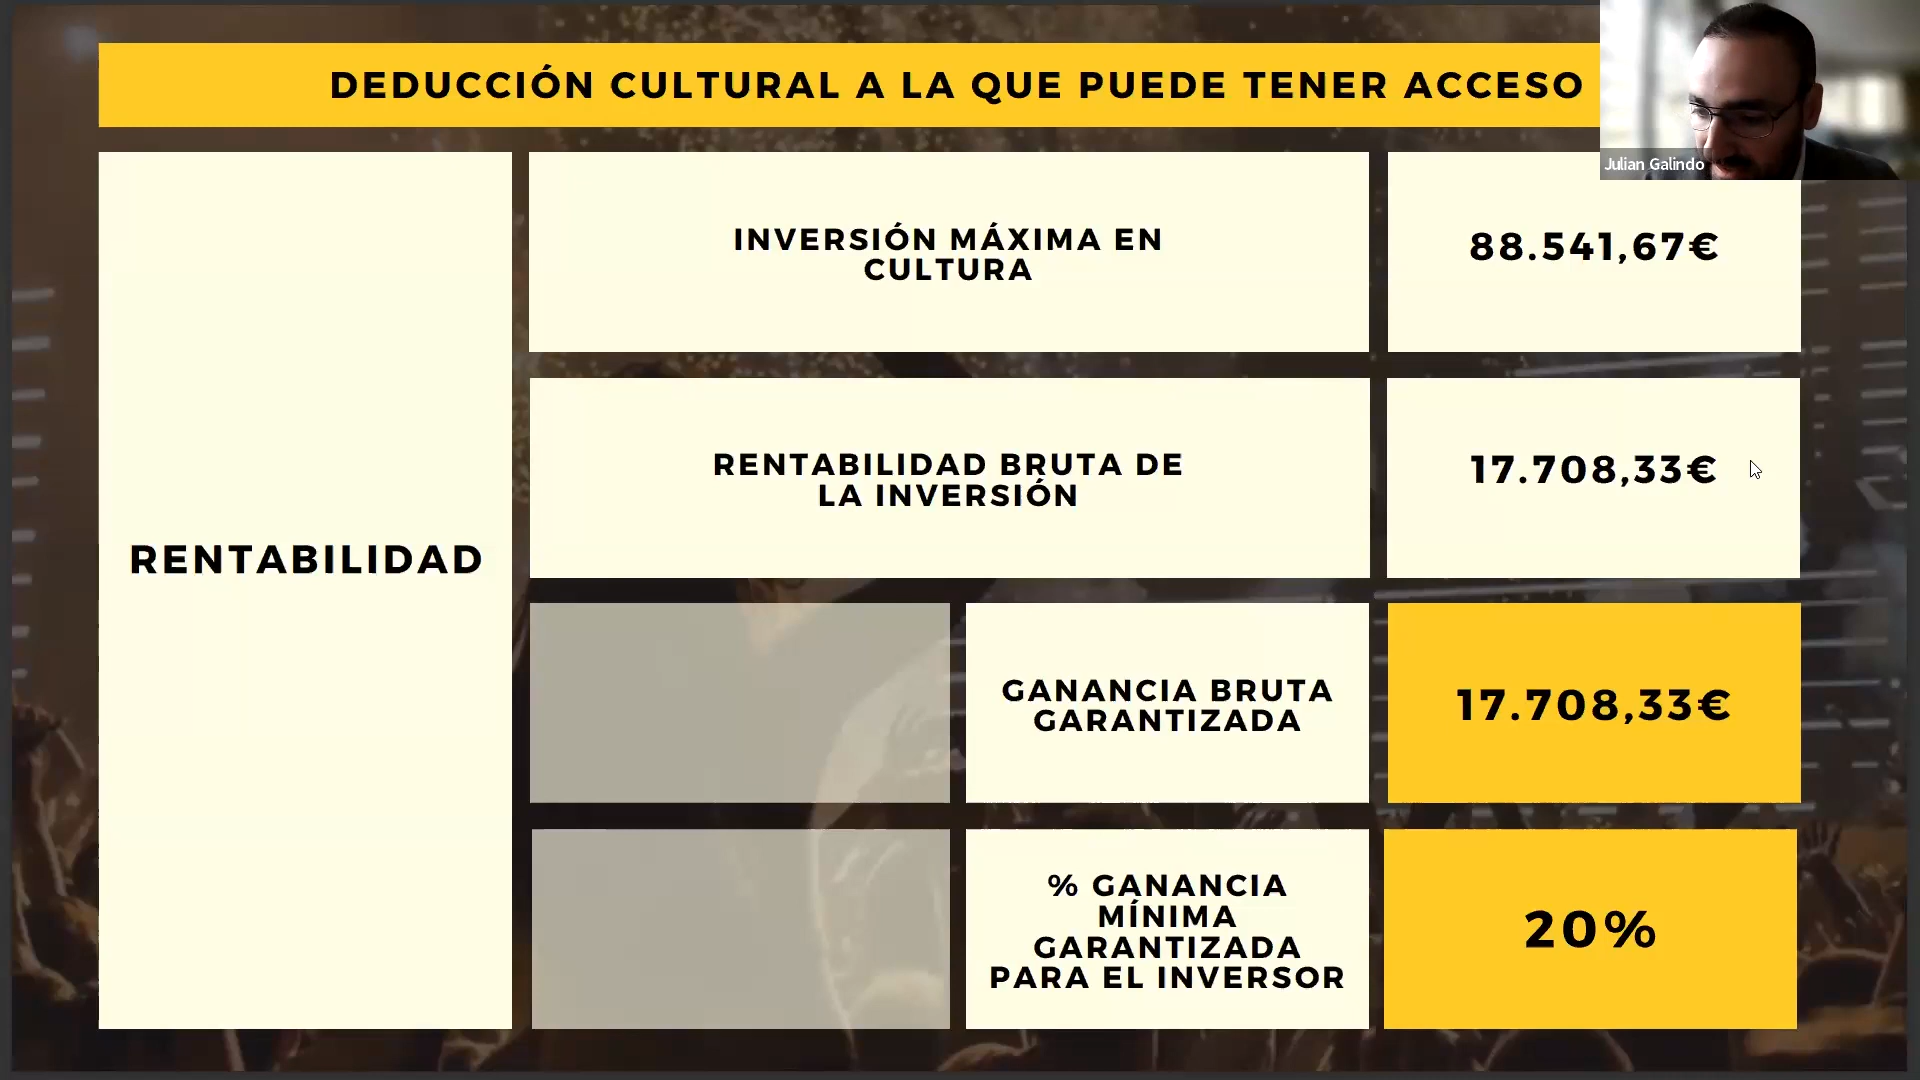 DEDUCCIÓN CULTURAL A LA QUE PUEDE TENER ACCESO
Julian Galindo
RENTABILIDAD
INVERSIÓN MÁXIMA EN
CULTURA
88.541,67€
RENTABILIDAD BRUTA DE
LA INVERSIÓN
17.708,33€
GANANCIA BRUTA
GARANTIZADA
17.708,33€
% GANANCIA
MÍNIMA
GARANTIZADA
PARA EL INVERSOR
20%